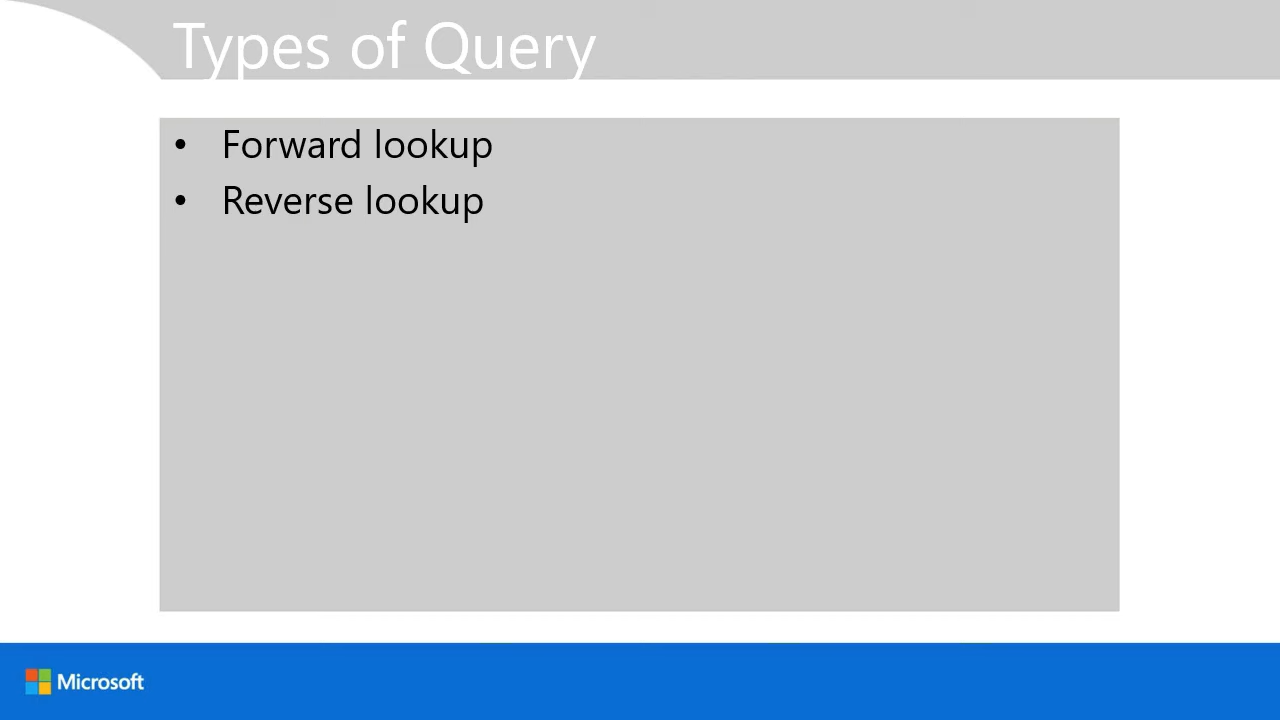 Types of Query
• Forward lookup
• Reverse lookup
Microsoft